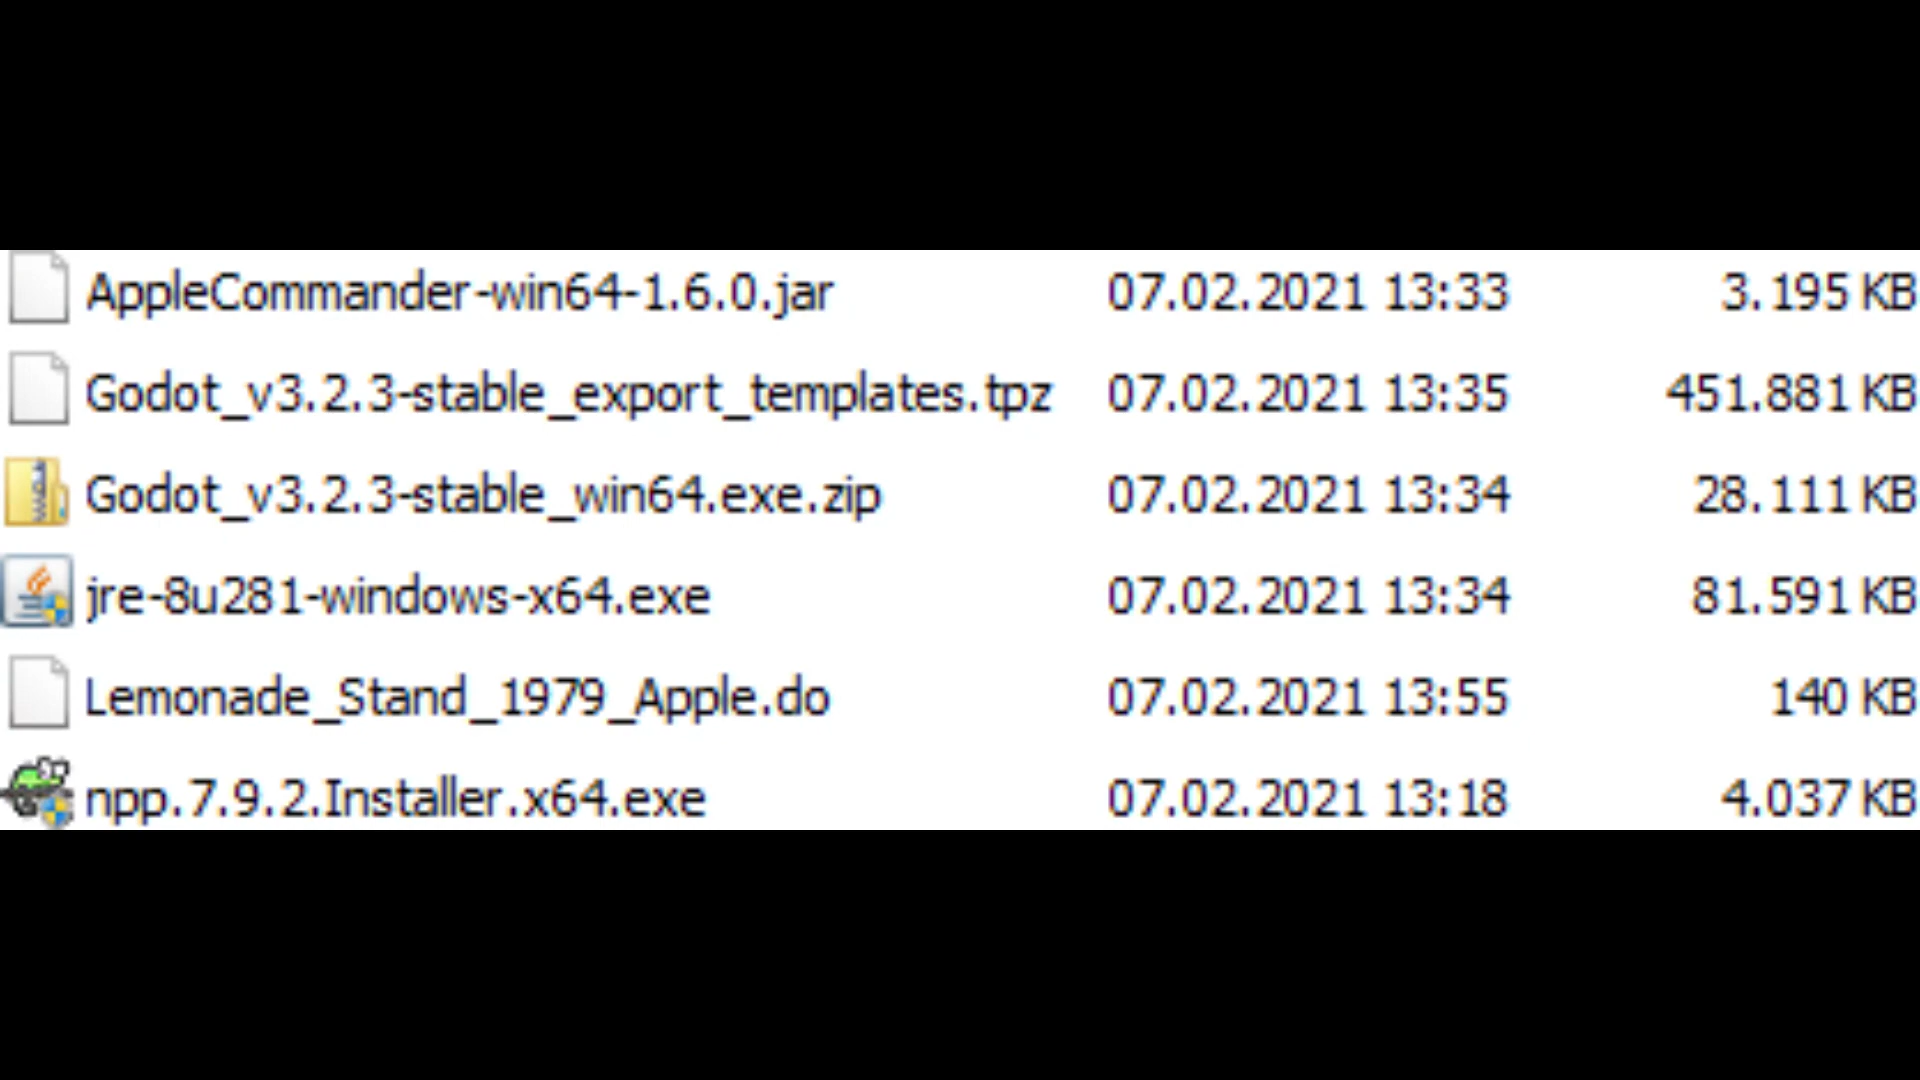 AppleCommander-win64-1.6.0.jar 07.02.2021 13:33 3.195 KB
Godot_v3.2.3-stable_export_templates.tpz 07.02.2021 13:35 451.881 KB
Godot_v3.2.3-stable_win64.exe.zip 07.02.2021 13:34 28.111 KB
jre-8u281-windows-x64.exe 07.02.2021 13:34 81.591 KB
Lemonade_Stand_1979_Apple.do 07.02.2021 13:55 140 KB
npp.7.9.2.Installer.x64.exe 07.02.2021 13:18 4.037 KB